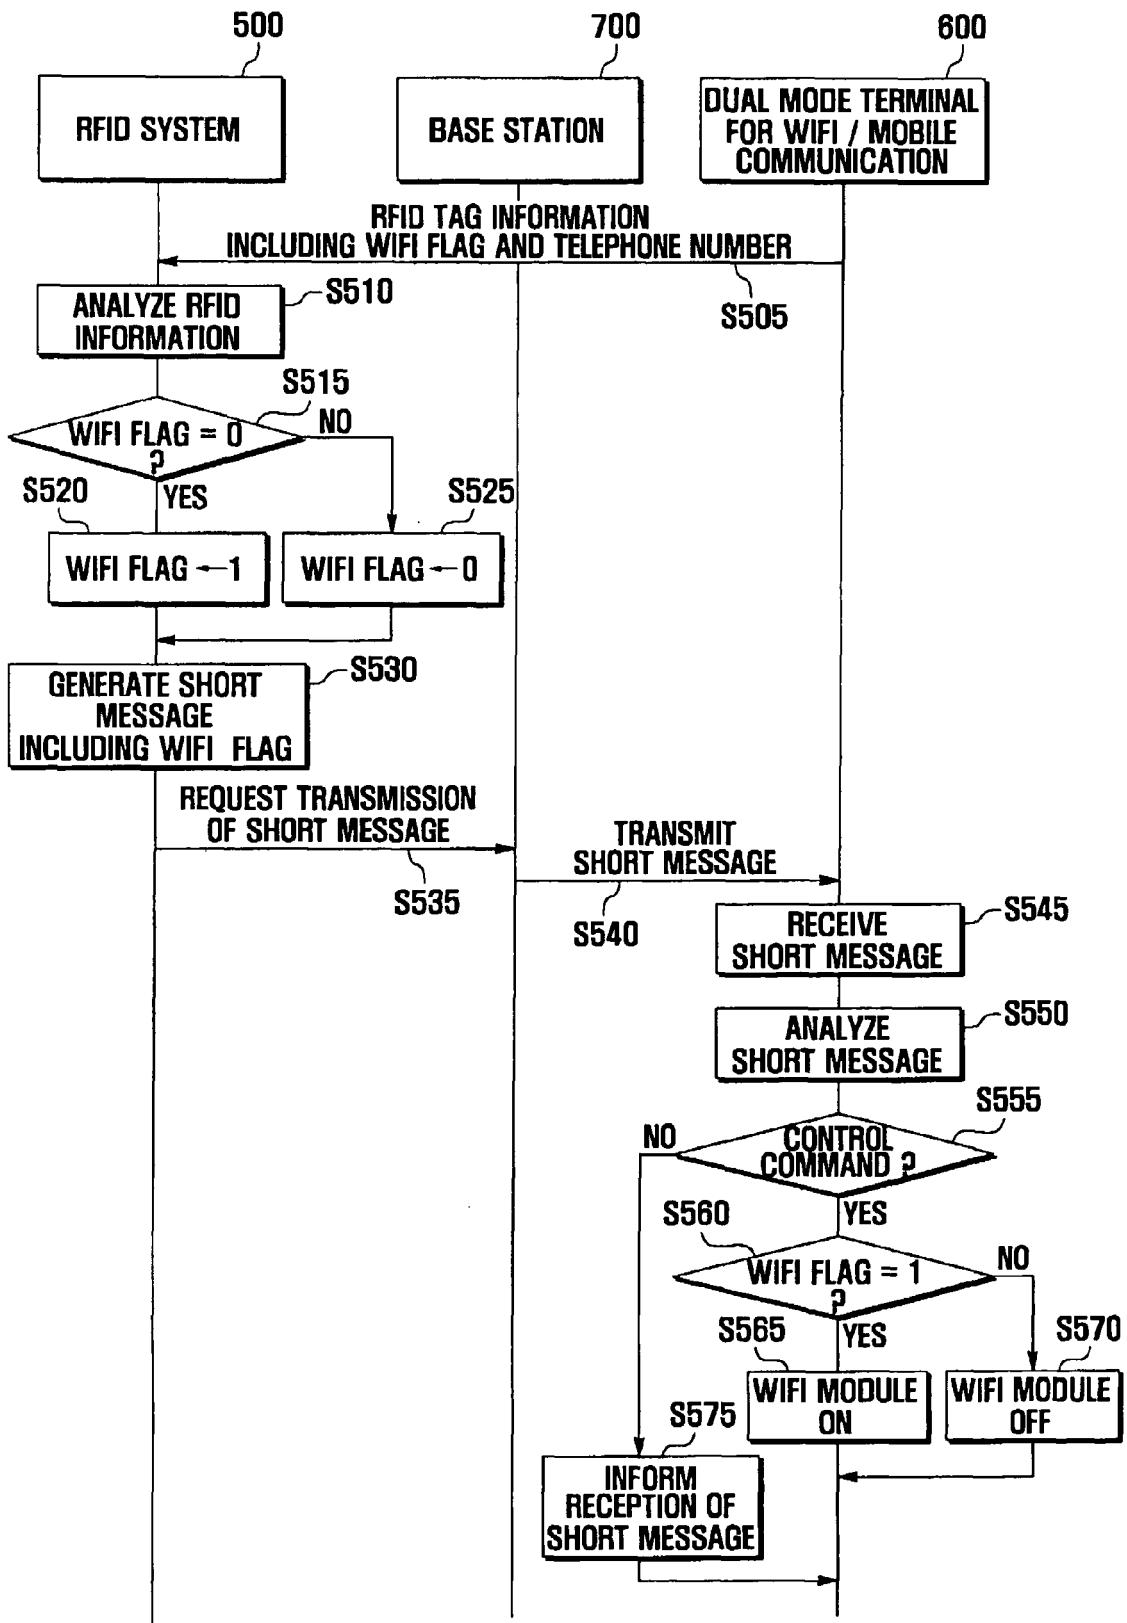 500
700
600
RFID SYSTEM
BASE STATION
DUAL MODE TERMINAL
FOR WIFI / MOBILE
COMMUNICATION
RFID TAG INFORMATION
INCLUDING WIFI FLAG AND TELEPHONE NUMBER
S505
ANALYZE RFID
INFORMATION
S510
S515
WIFI FLAG = 0
?
NO
YES
S520
S525
WIFI FLAG ←1
WIFI FLAG ←0
S530
GENERATE SHORT
MESSAGE
INCLUDING WIFI FLAG
REQUEST TRANSMISSION
OF SHORT MESSAGE
S535
TRANSMIT
SHORT MESSAGE
S540
RECEIVE
SHORT MESSAGE
S545
ANALYZE
SHORT MESSAGE
S550
S555
CONTROL
COMMAND ?
NO
YES
S560
WIFI FLAG = 1
?
NO
YES
S565
S570
WIFI MODULE
ON
WIFI MODULE
OFF
S575
INFORM
RECEPTION OF
SHORT MESSAGE